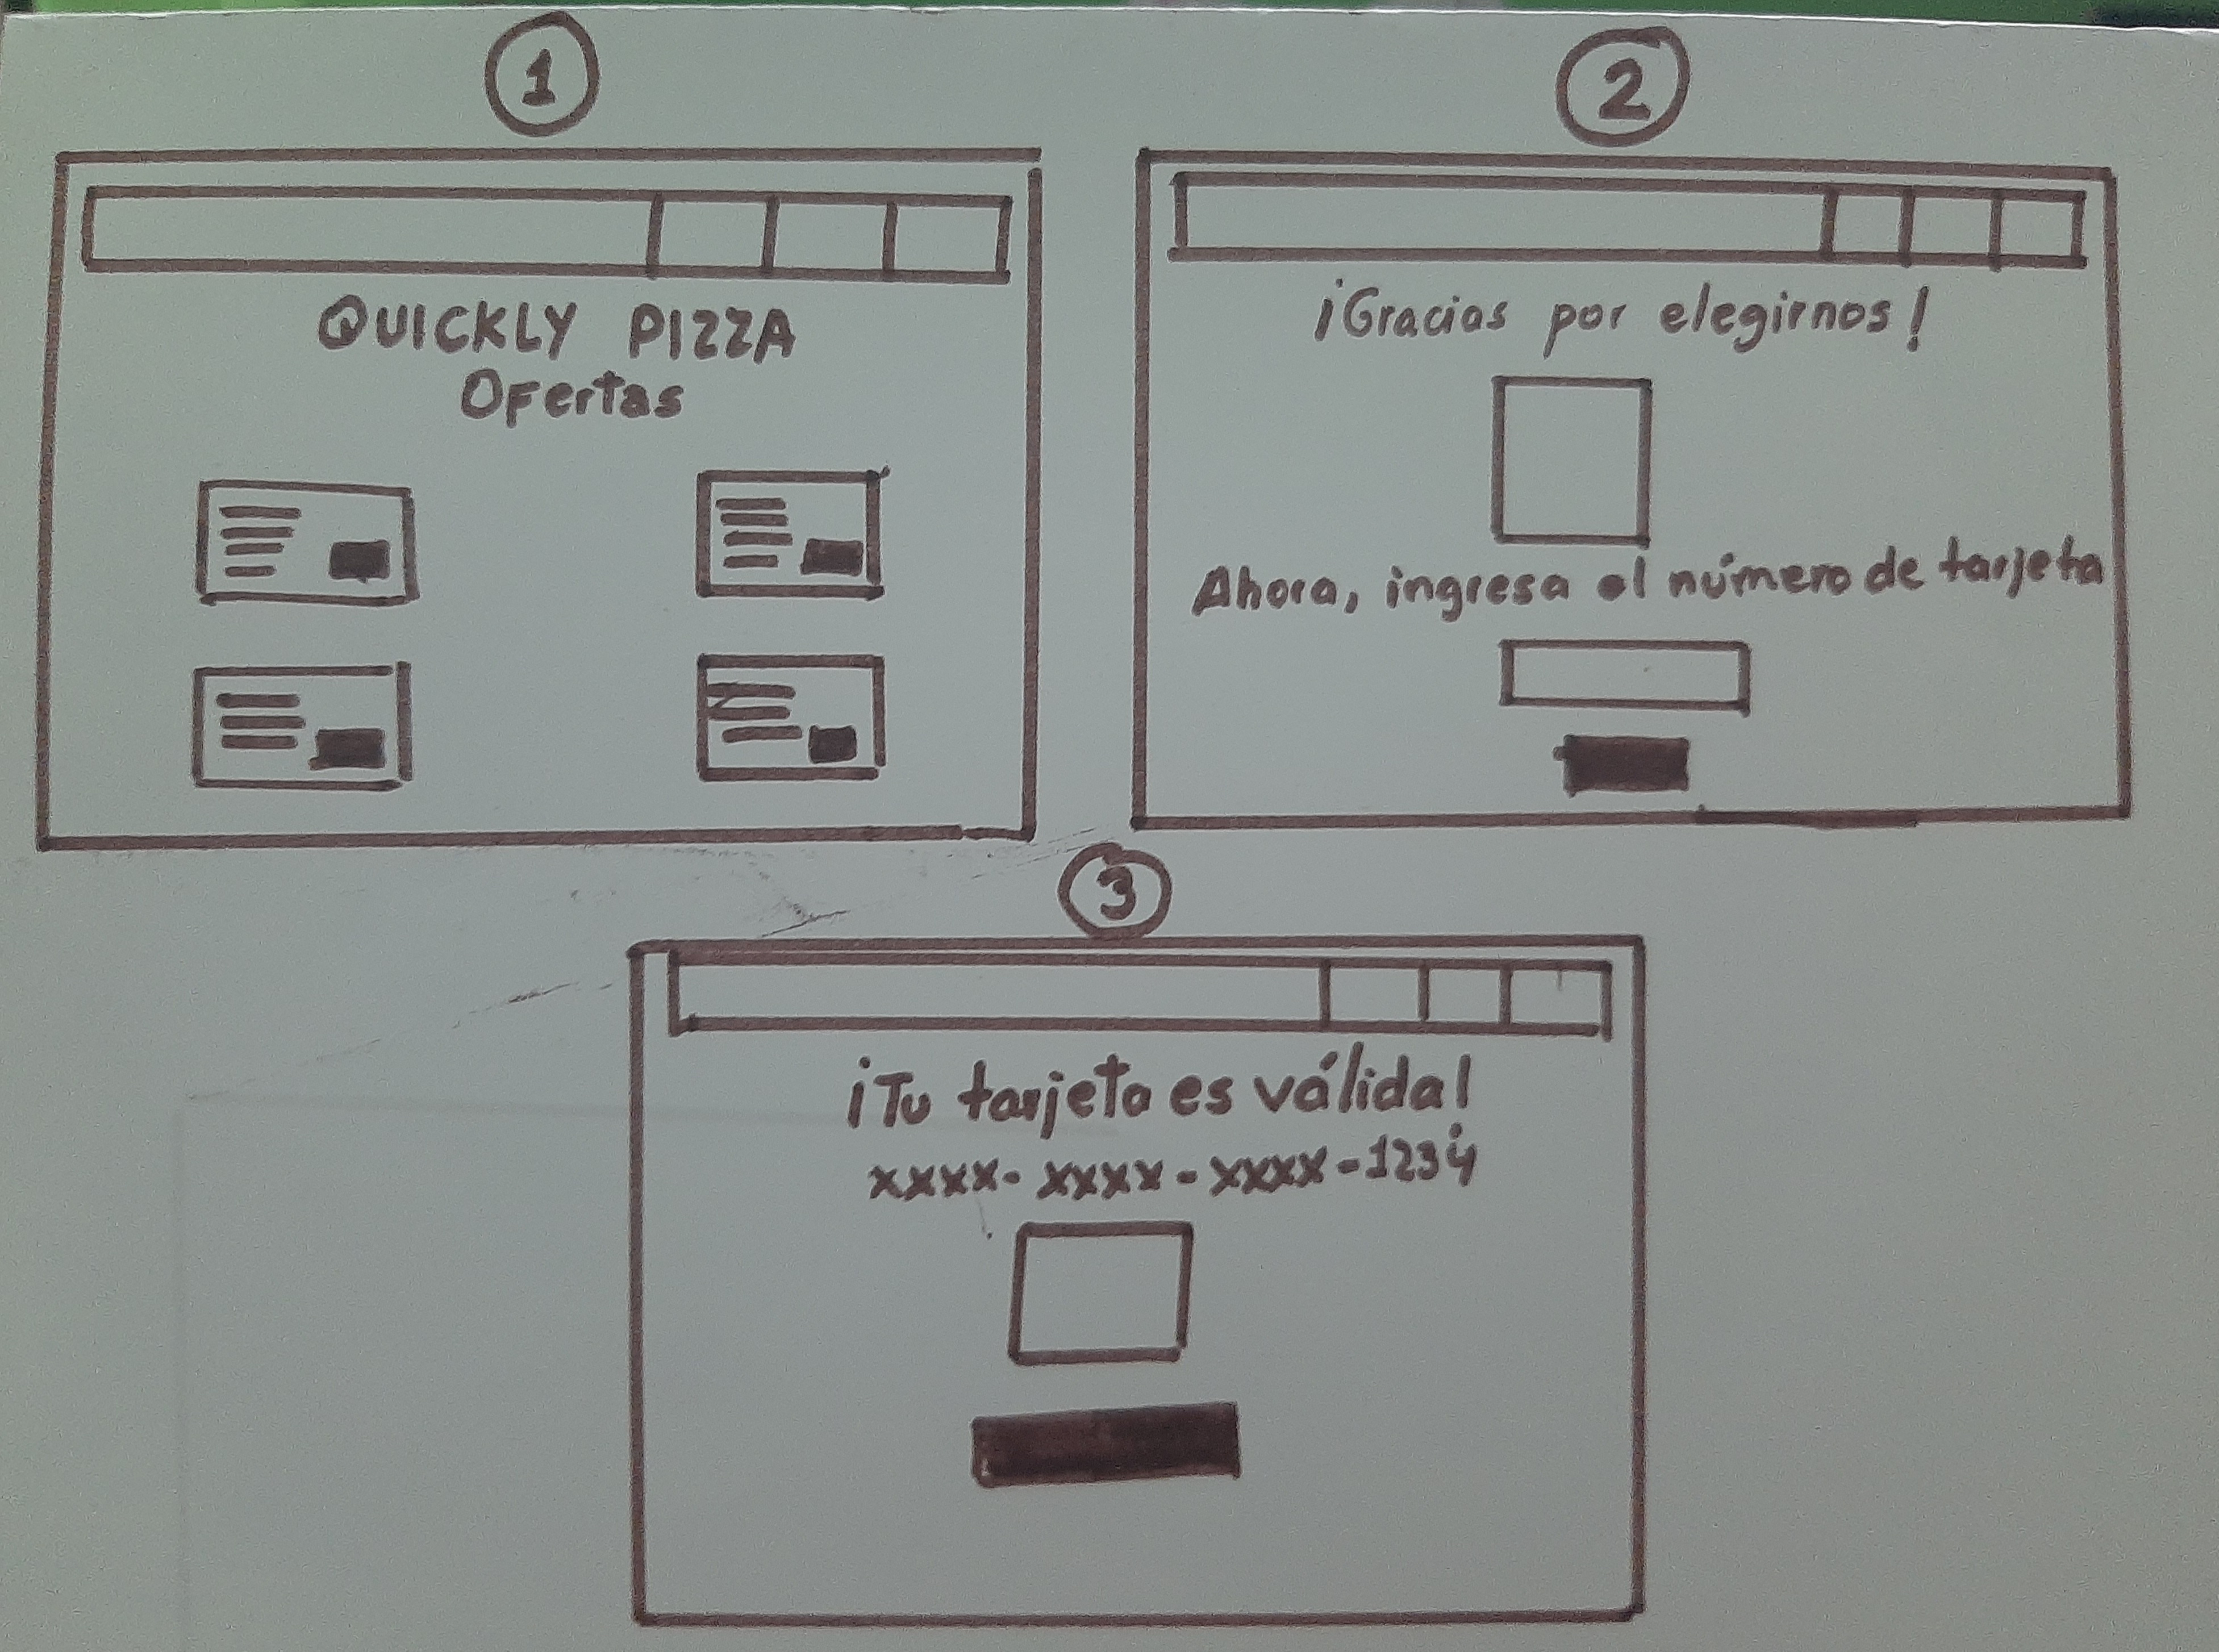 1
QUICKLY PIZZA
Ofertas
2
¡Gracias por elegirnos!
Ahora, ingresa el número de tarjeta
3
¡Tu tarjeta es válida!
xxxx- xxxx - xxxx - 1234